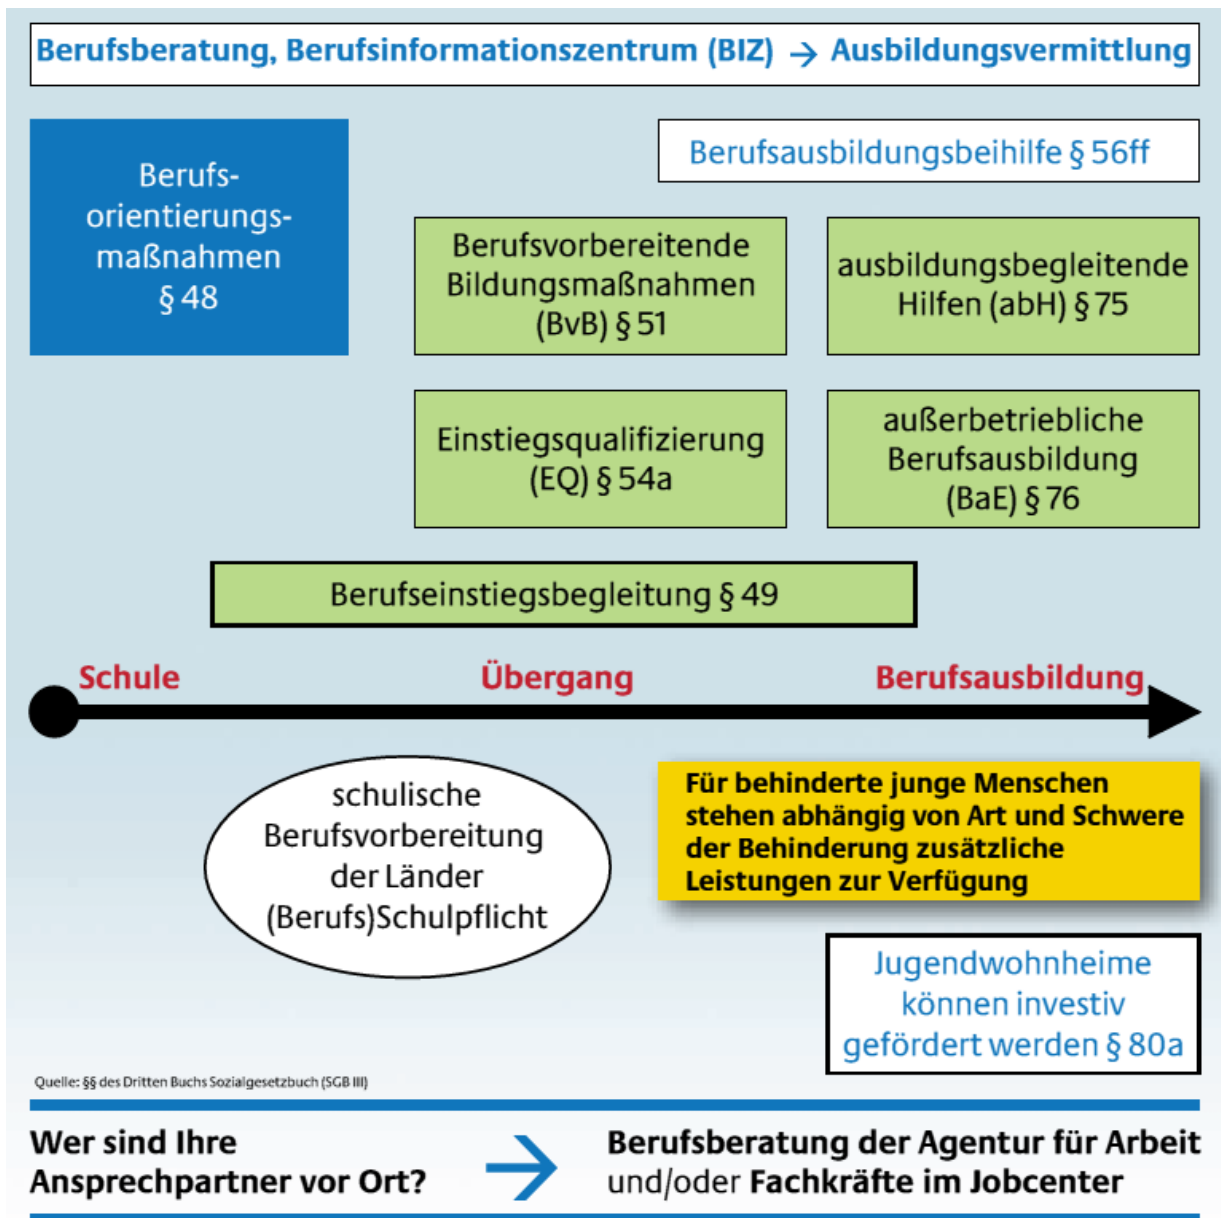 Berufsberatung, Berufsinformationszentrum (BIZ) → Ausbildungsvermittlung
Berufs-
orientierungs-
maßnahmen
§ 48
Berufsausbildungsbeihilfe § 56ff
Berufsvorbereitende
Bildungsmaßnahmen
(BvB) § 51
ausbildungsbegleitende
Hilfen (abH) § 75
Einstiegsqualifizierung
(EQ) § 54a
außerbetriebliche
Berufsausbildung
(BaE) § 76
Berufseinstiegsbegleitung § 49
Schule
Übergang
Berufsausbildung
schulische
Berufsvorbereitung
der Länder
(Berufs)Schulpflicht
Für behinderte junge Menschen
stehen abhängig von Art und Schwere
der Behinderung zusätzliche
Leistungen zur Verfügung
Jugendwohnheime
können investiv
gefördert werden § 80a
Quelle: §§ des Dritten Buchs Sozialgesetzbuch (SGB III)
Wer sind Ihre
Ansprechpartner vor Ort?
→
Berufsberatung der Agentur für Arbeit
und/oder Fachkräfte im Jobcenter